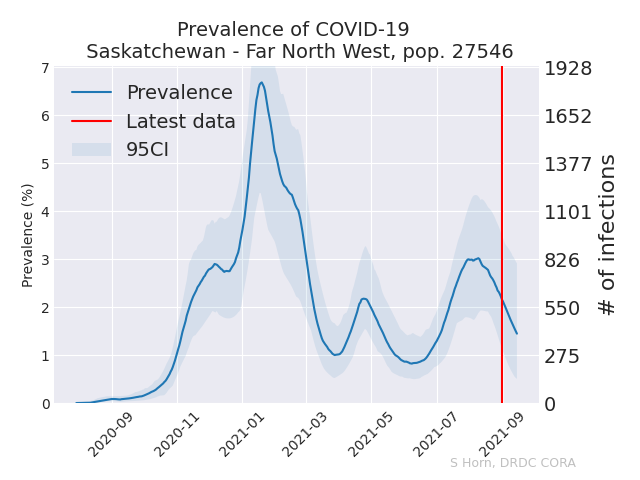 Prevalence of COVID-19
Saskatchewan - Far North West, pop. 27546
Prevalence
Latest data
95CI
Prevalence (%)
7
6
5
4
3
2
1
0
1928
1652
1377
1101
826
550
275
0
# of infections
2020-09
2020-11
2021-01
2021-03
2021-05
2021-07
2021-09
S Horn, DRDC CORA